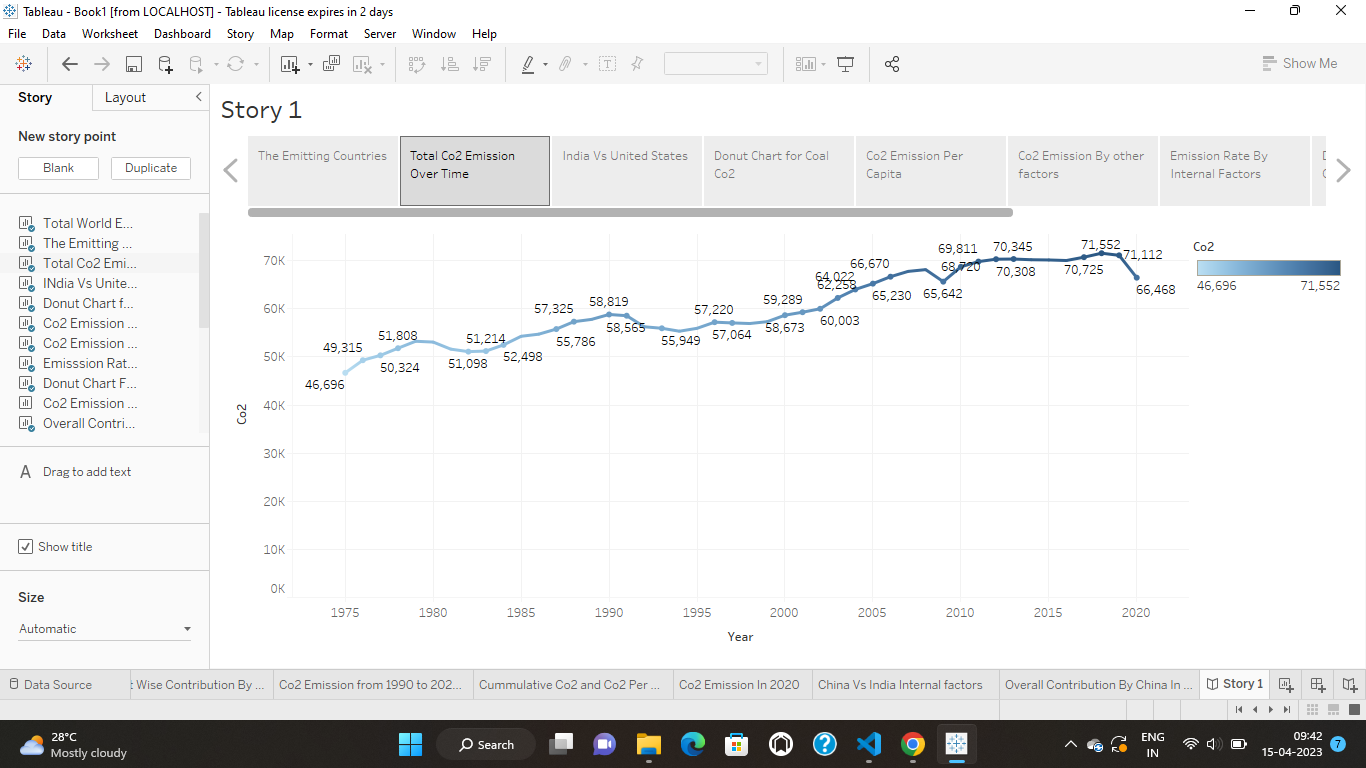 Tableau - Book1 [from LOCALHOST] - Tableau license expires in 2 days
File Data Worksheet Dashboard Story Map Format Server Window Help
Show Me
Story Layout
New story point
Blank Duplicate
Total World E...
The Emitting ...
Total Co2 Emi...
INdia Vs Unite...
Donut Chart f...
Co2 Emission ...
Co2 Emission ...
Emisssion Rat...
Donut Chart F...
Co2 Emission ...
Overall Contri...
A Drag to add text
Show title
Size
Automatic
Story 1
The Emitting Countries
Total Co2 Emission
Over Time
India Vs United States
Donut Chart for Coal
Co2
Co2 Emission Per
Capita
Co2 Emission By other
factors
Emission Rate By
Internal Factors
Co2
70K
60K
50K
40K
30K
20K
10K
0K
46,696
49,315
50,324
51,808
51,098
51,214
52,498
57,325
55,786
58,819
58,565
55,949
57,220
57,064
59,289
58,673
60,003
62,258
64,022
65,230
66,670
65,642
68,720
69,811
70,345
70,308
70,725
71,552
71,112
66,468
1975 1980 1985 1990 1995 2000 2005 2010 2015 2020
Year
Co2
46,696 71,552
Data Source
t Wise Contribution By ...
Co2 Emission from 1990 to 202...
Cummulative Co2 and Co2 Per ...
Co2 Emission In 2020
China Vs India Internal factors
Overall Contribution By China In ...
Story 1
28°C
Mostly cloudy
Search
ENG
IN
09:42
15-04-2023
7